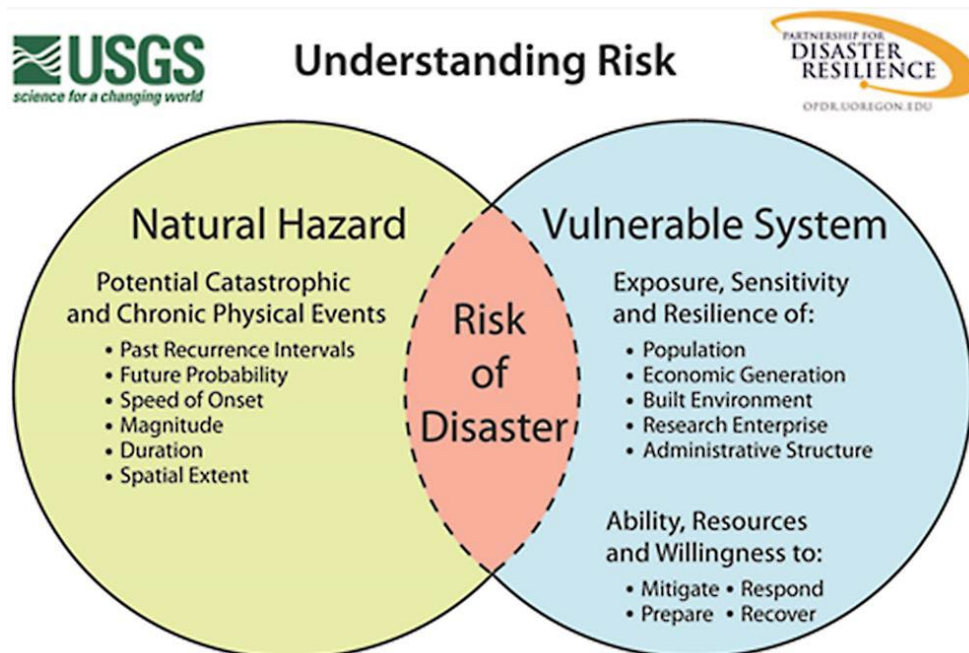 USGS
science for a changing world
Understanding Risk
PARTNERSHIP FOR
DISASTER
RESILIENCE
OPDR.UOREGON.EDU
Natural Hazard
Potential Catastrophic
and Chronic Physical Events
• Past Recurrence Intervals
• Future Probability
• Speed of Onset
• Magnitude
• Duration
• Spatial Extent
Risk
of
Disaster
Vulnerable System
Exposure, Sensitivity
and Resilience of:
• Population
• Economic Generation
• Built Environment
• Research Enterprise
• Administrative Structure
Ability, Resources
and Willingness to:
• Mitigate • Respond
• Prepare • Recover